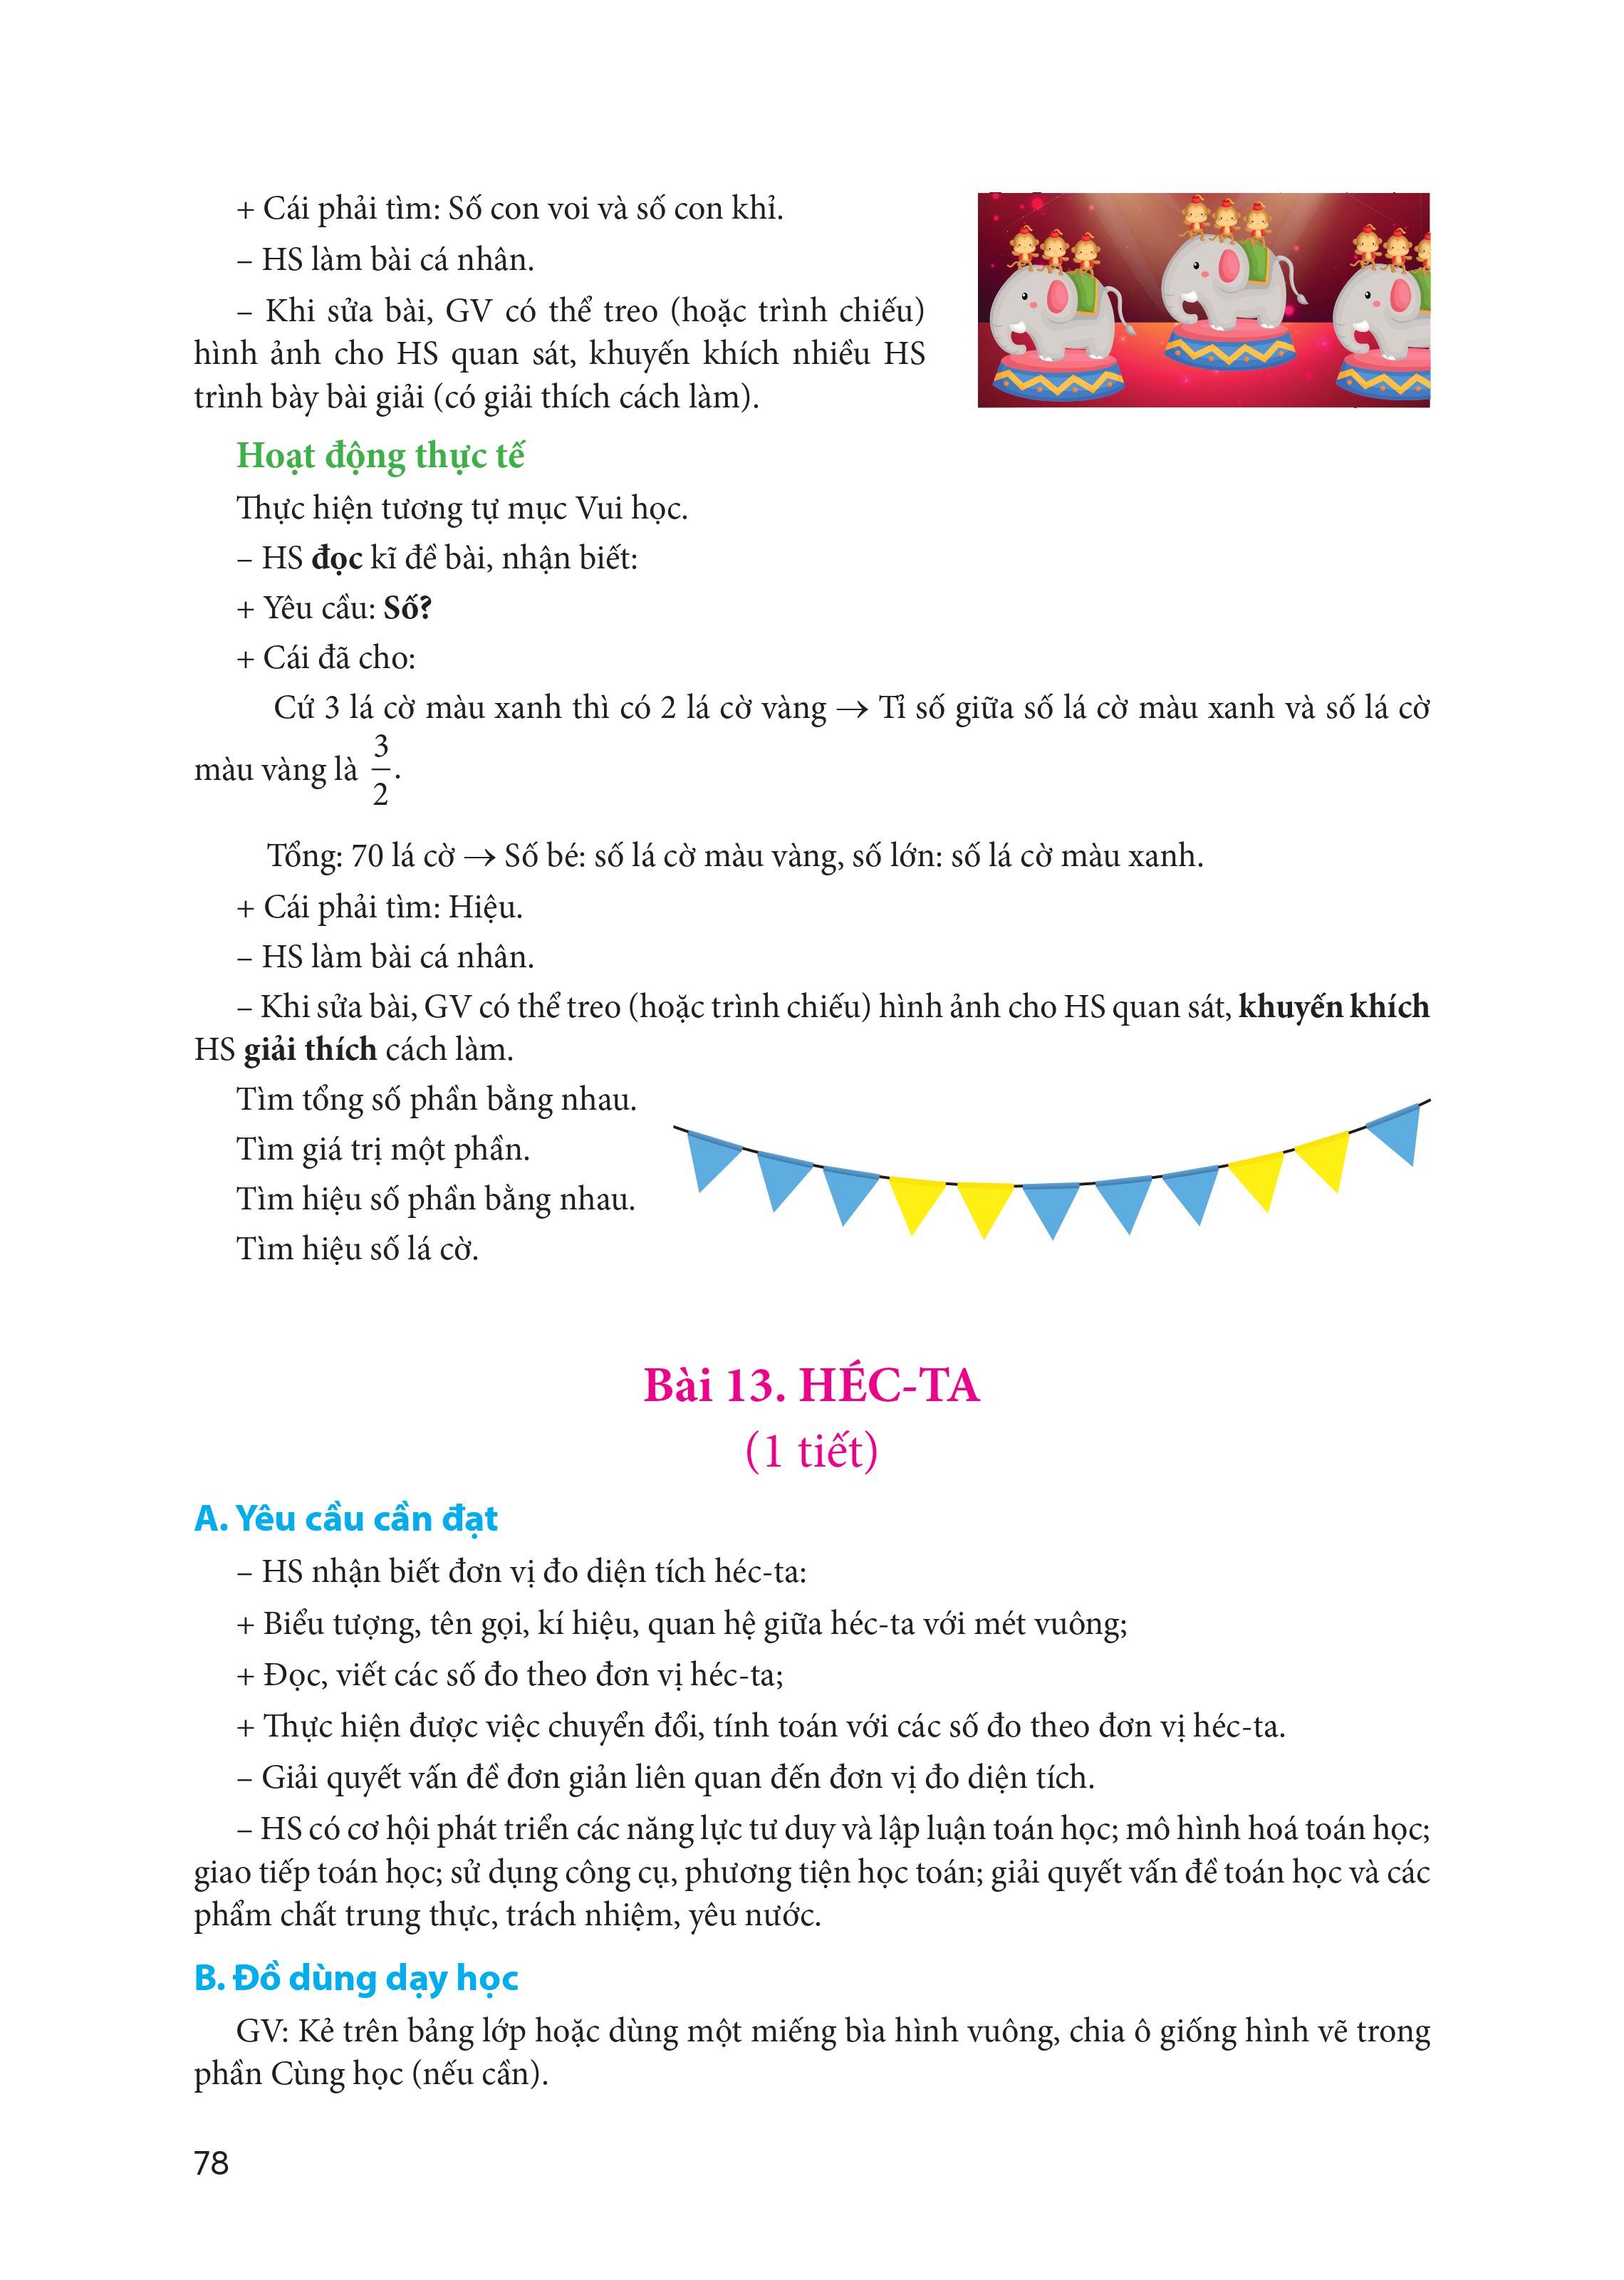 + Cái phải tìm: Số con voi và số con khỉ.
– HS làm bài cá nhân.
– Khi sửa bài, GV có thể treo (hoặc trình chiếu)
hình ảnh cho HS quan sát, khuyến khích nhiều HS
trình bày bài giải (có giải thích cách làm).
Hoạt động thực tế
Thực hiện tương tự mục Vui học.
– HS đọc kĩ đề bài, nhận biết:
+ Yêu cầu: Số?
+ Cái đã cho:
Cứ 3 lá cờ màu xanh thì có 2 lá cờ vàng → Tỉ số giữa số lá cờ màu xanh và số lá cờ
màu vàng là 3/2.
Tổng: 70 lá cờ → Số bé: số lá cờ màu vàng, số lớn: số lá cờ màu xanh.
+ Cái phải tìm: Hiệu.
– HS làm bài cá nhân.
– Khi sửa bài, GV có thể treo (hoặc trình chiếu) hình ảnh cho HS quan sát, khuyến khích
HS giải thích cách làm.
Tìm tổng số phần bằng nhau.
Tìm giá trị một phần.
Tìm hiệu số phần bằng nhau.
Tìm hiệu số lá cờ.
Bài 13. HÉC-TA
(1 tiết)
A. Yêu cầu cần đạt
– HS nhận biết đơn vị đo diện tích héc-ta:
+ Biểu tượng, tên gọi, kí hiệu, quan hệ giữa héc-ta với mét vuông;
+ Đọc, viết các số đo theo đơn vị héc-ta;
+ Thực hiện được việc chuyển đổi, tính toán với các số đo theo đơn vị héc-ta.
– Giải quyết vấn đề đơn giản liên quan đến đơn vị đo diện tích.
– HS có cơ hội phát triển các năng lực tư duy và lập luận toán học; mô hình hoá toán học;
giao tiếp toán học; sử dụng công cụ, phương tiện học toán; giải quyết vấn đề toán học và các
phẩm chất trung thực, trách nhiệm, yêu nước.
B. Đồ dùng dạy học
GV: Kẻ trên bảng lớp hoặc dùng một miếng bìa hình vuông, chia ô giống hình vẽ trong
phần Cùng học (nếu cần).
78